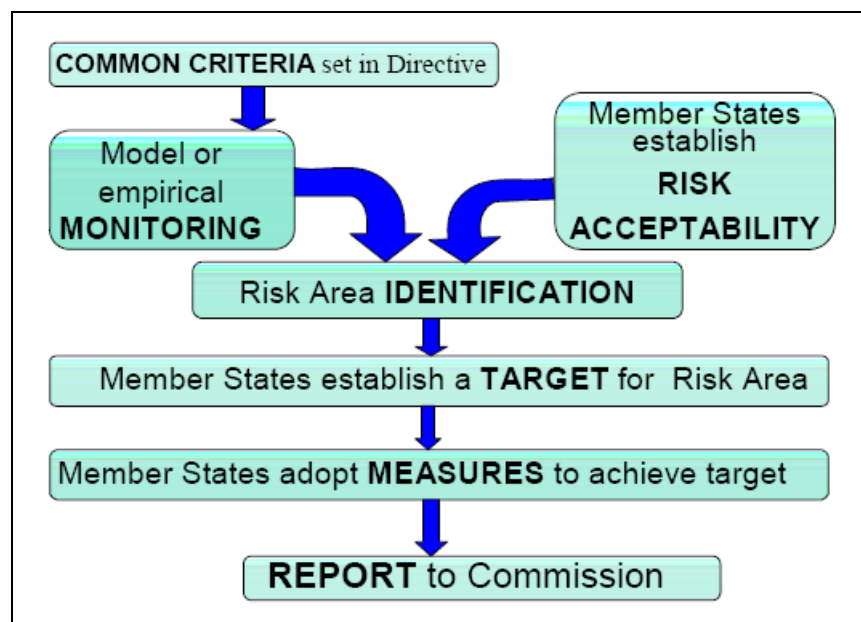 COMMON CRITERIA set in Directive
Model or
empirical
MONITORING
Member States
establish
RISK
ACCEPTABILITY
Risk Area IDENTIFICATION
Member States establish a TARGET for Risk Area
Member States adopt MEASURES to achieve target
REPORT to Commission